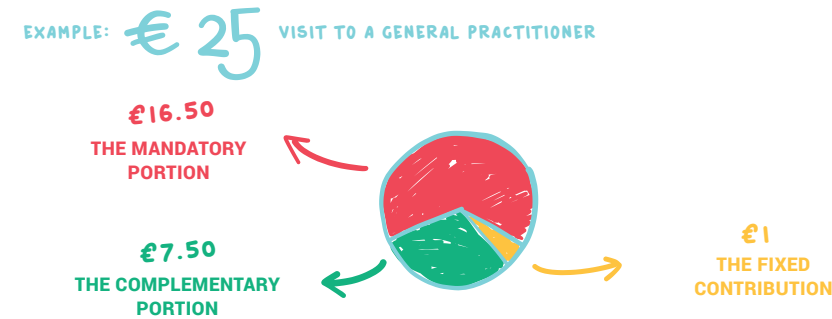 EXAMPLE: € 25 VISIT TO A GENERAL PRACTITIONER
€16.50
THE MANDATORY
PORTION
€7.50
THE COMPLEMENTARY
PORTION
€1
THE FIXED
CONTRIBUTION